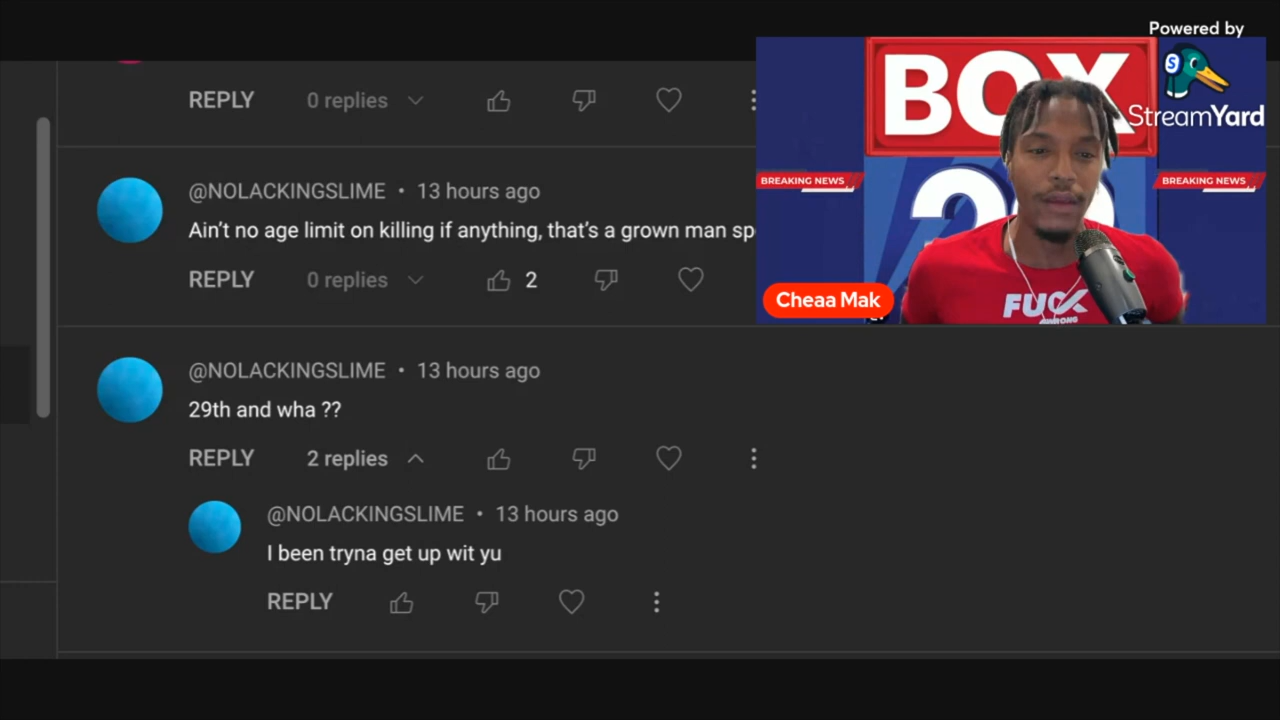 Powered by
StreamYard
BOX
BREAKING NEWS
BREAKING NEWS
FUCK
Cheaa Mak
REPLY 0 replies
@NOLACKINGSLIME • 13 hours ago
Ain’t no age limit on killing if anything, that’s a grown man sp
REPLY 0 replies 2
@NOLACKINGSLIME • 13 hours ago
29th and wha ??
REPLY 2 replies
@NOLACKINGSLIME • 13 hours ago
I been tryna get up wit yu
REPLY